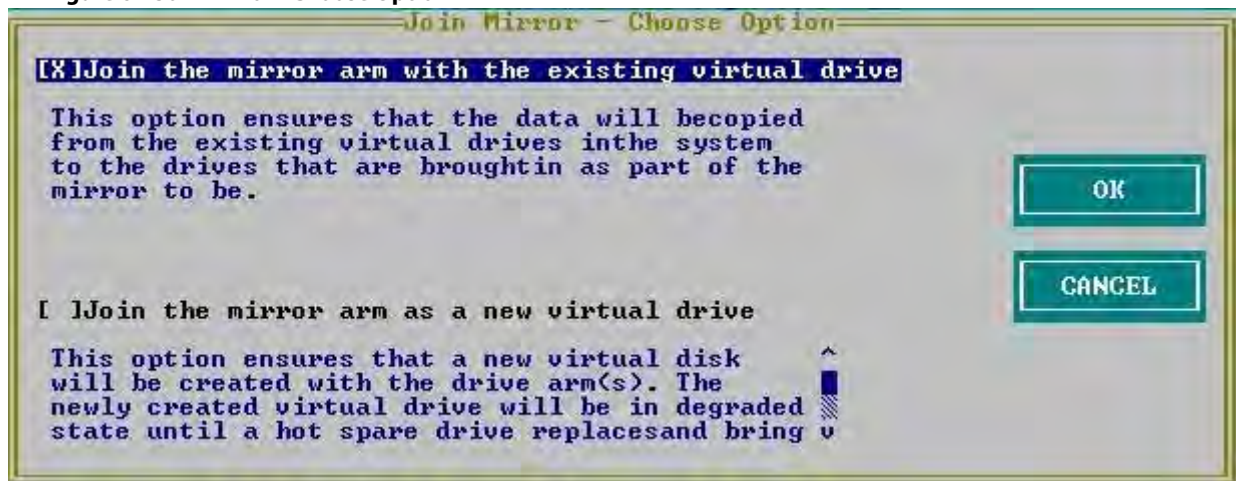 Join Mirror - Choose Option
[X]Join the mirror arm with the existing virtual drive
This option ensures that the data will becopied
from the existing virtual drives inthe system
to the drives that are broughtin as part of the
mirror to be.
OK
CANCEL
[ ]Join the mirror arm as a new virtual drive
This option ensures that a new virtual disk
will be created with the drive arm(s). The
newly created virtual drive will be in degraded
state until a hot spare drive replacesand bring